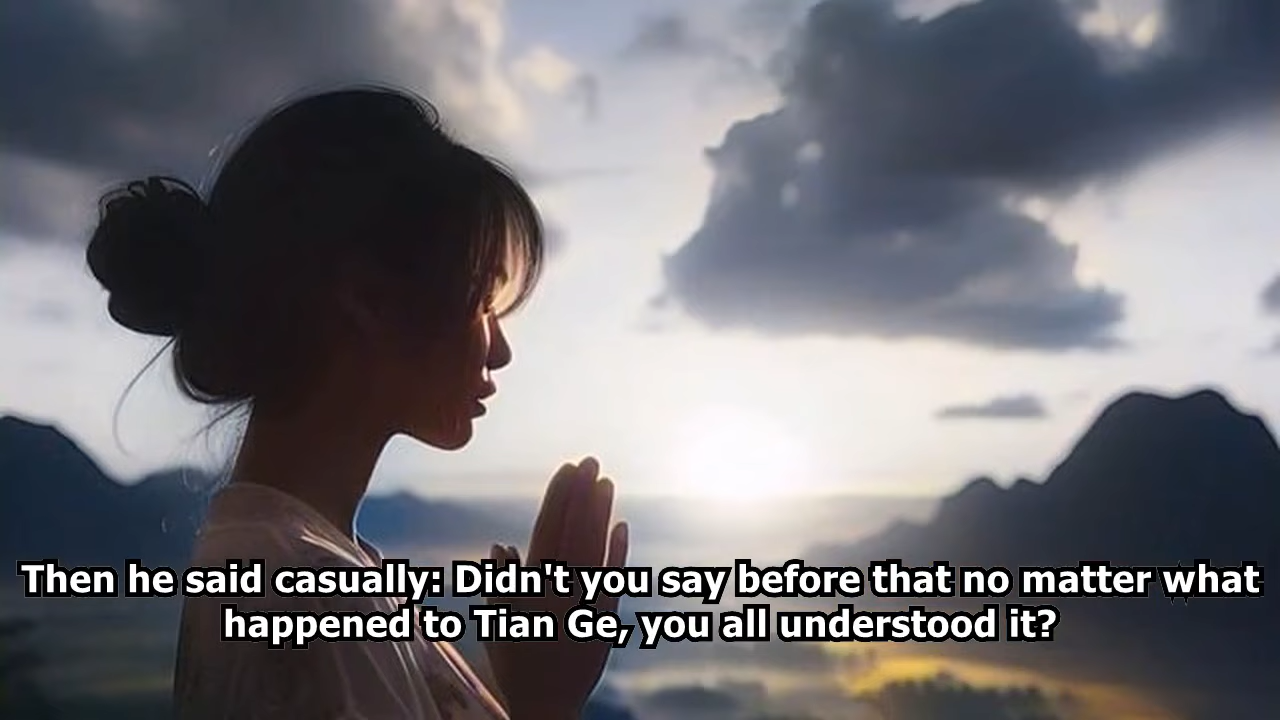 Then he said casually: Didn't you say before that no matter what
happened to Tian Ge, you all understood it?